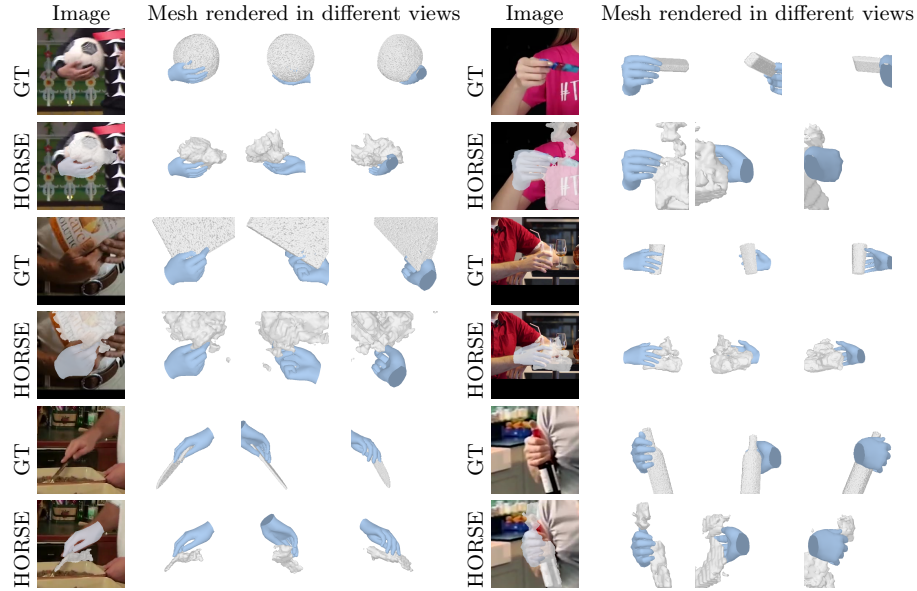 Image Mesh rendered in different views Image Mesh rendered in different views
GT GT
#T
HORSE HORSE
#T
GT GT
HORSE HORSE
GT GT
HORSE HORSE